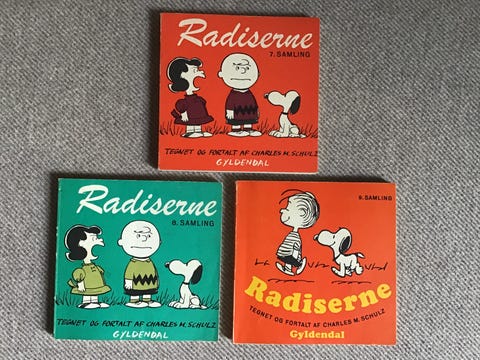 Radiserne
7. SAMLING
TEGNET OG FORTALT AF CHARLES M. SCHULZ
GYLDENDAL
Radiserne
8. SAMLING
TEGNET OG FORTALT AF CHARLES M. SCHULZ
GYLDENDAL
9. SAMLING
Radiserne
TEGNET OG FORTALT AF CHARLES M. SCHULZ
Gyldendal